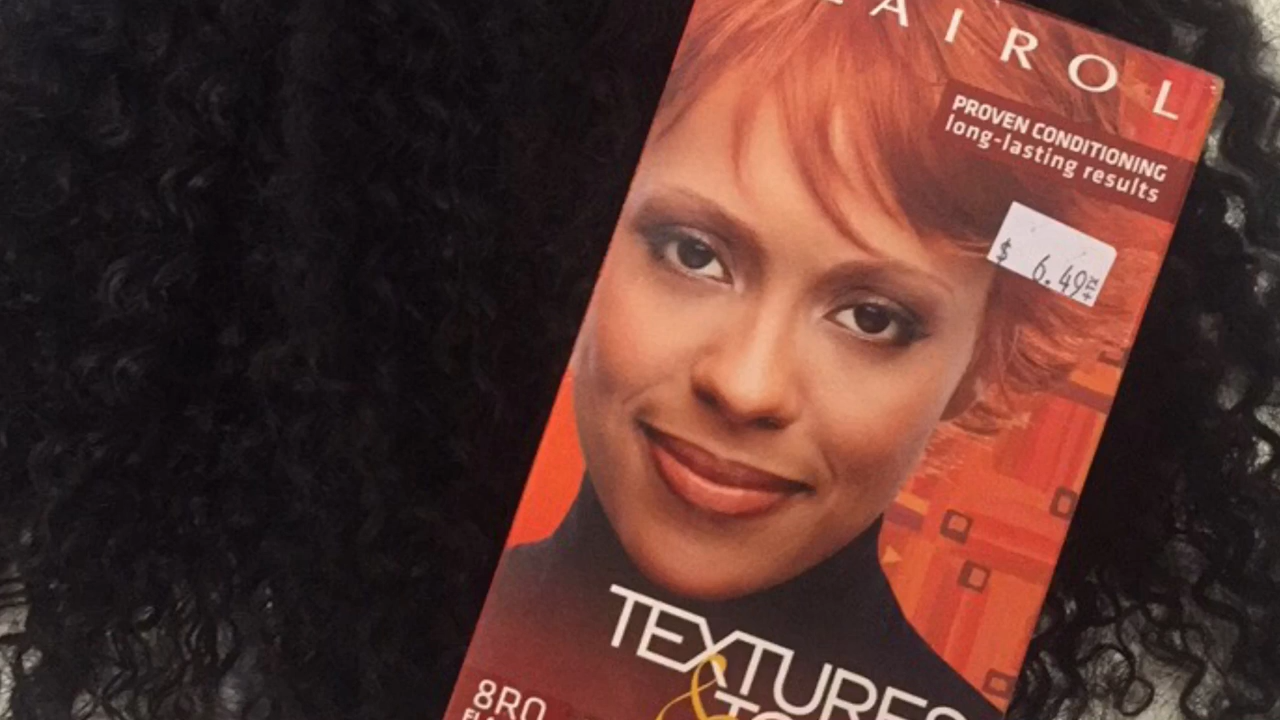 AIROL
PROVEN CONDITIONING
long-lasting results
$ 6.49
TEXTURES
&
8RO